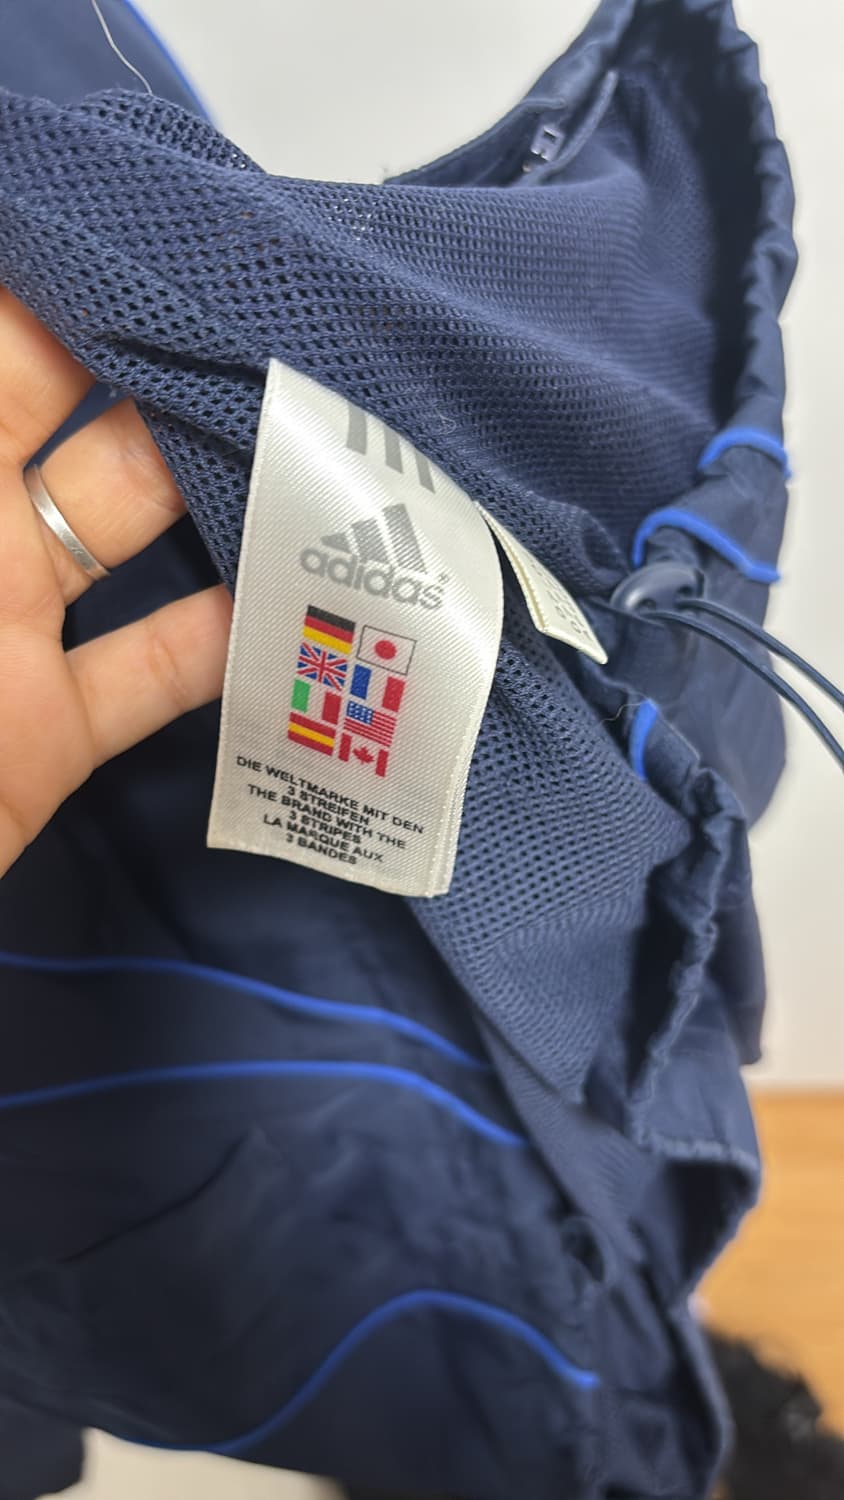 adidas®
DIE WELTMARKE MIT DEN
3 STREIFEN
THE BRAND WITH THE
3 STRIPES
LA MARQUE AUX
3 BANDES